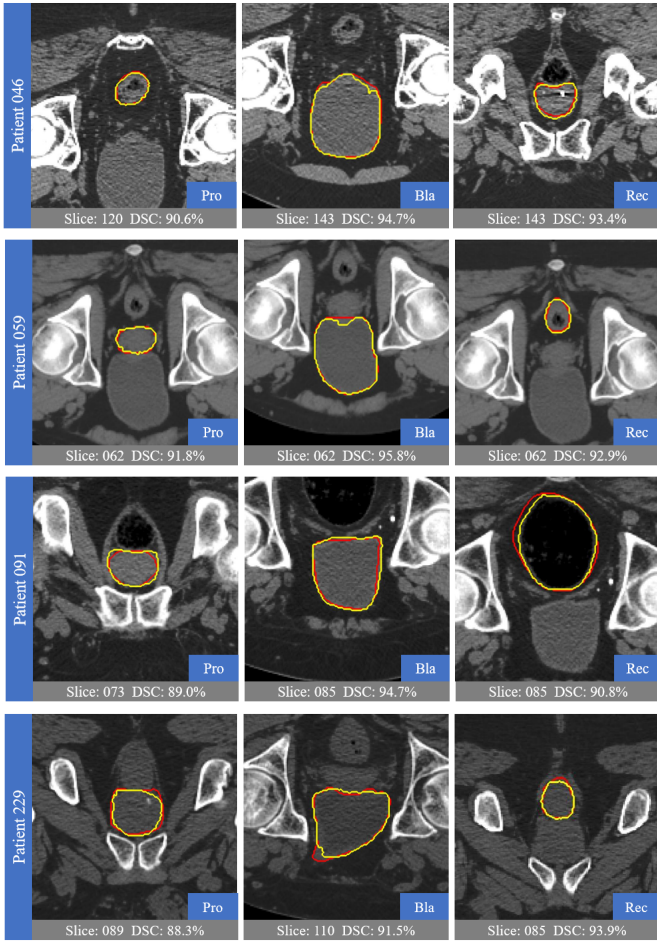 Patient 046
Pro
Bla
Rec
Slice: 120 DSC: 90.6%
Slice: 143 DSC: 94.7%
Slice: 143 DSC: 93.4%
Patient 059
Pro
Bla
Rec
Slice: 062 DSC: 91.8%
Slice: 062 DSC: 95.8%
Slice: 062 DSC: 92.9%
Patient 091
Pro
Bla
Rec
Slice: 073 DSC: 89.0%
Slice: 085 DSC: 94.7%
Slice: 085 DSC: 90.8%
Patient 229
Pro
Bla
Rec
Slice: 089 DSC: 88.3%
Slice: 110 DSC: 91.5%
Slice: 085 DSC: 93.9%